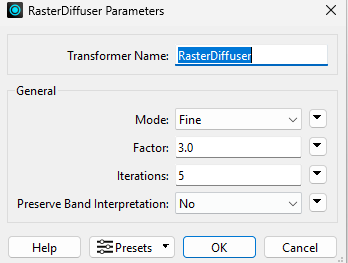 RasterDiffuser Parameters
Transformer Name: RasterDiffuser
General
Mode: Fine
Factor: 3.0
Iterations: 5
Preserve Band Interpretation: No
Help Presets OK Cancel